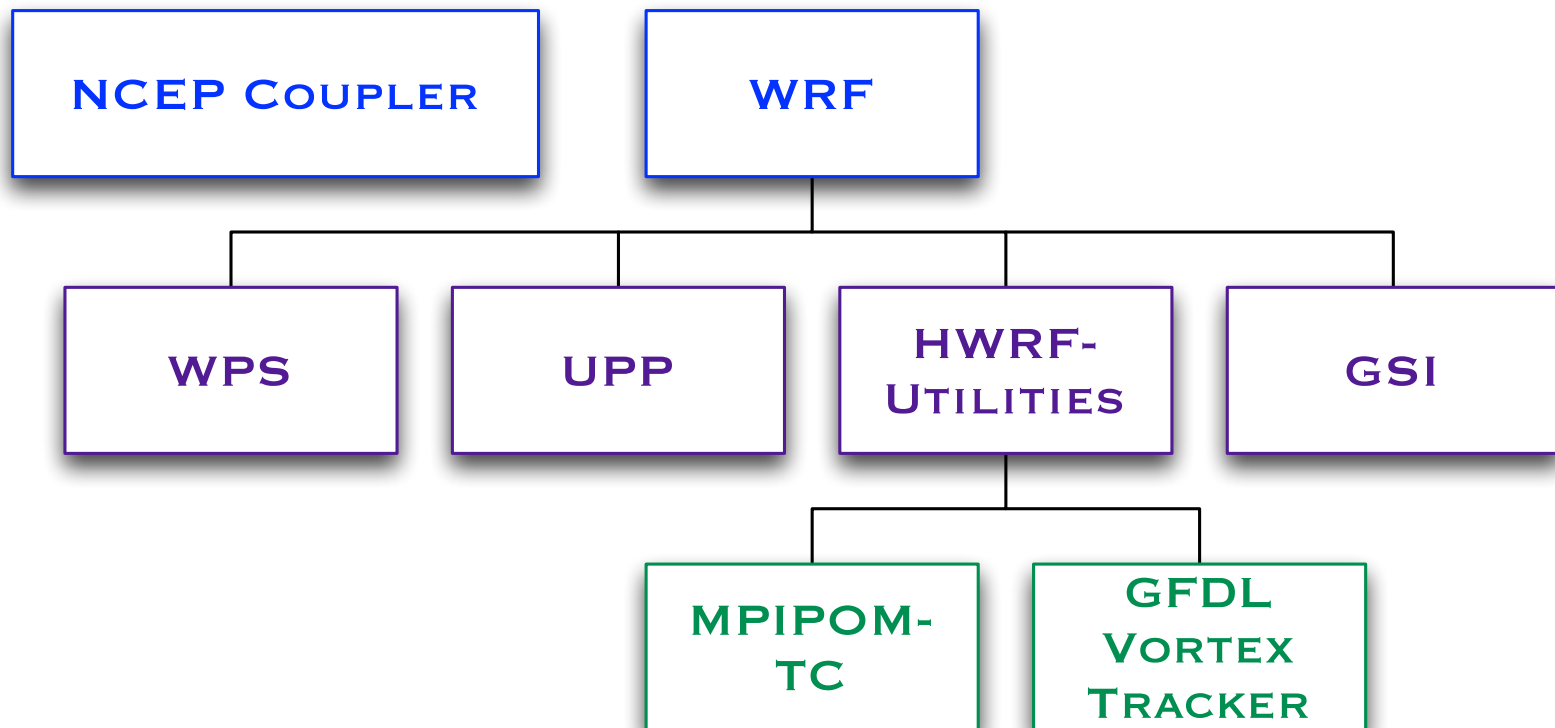 NCEP Coupler
WRF
WPS
UPP
HWRF-
Utilities
GSI
MPIPOM-
TC
GFDL
Vortex
Tracker